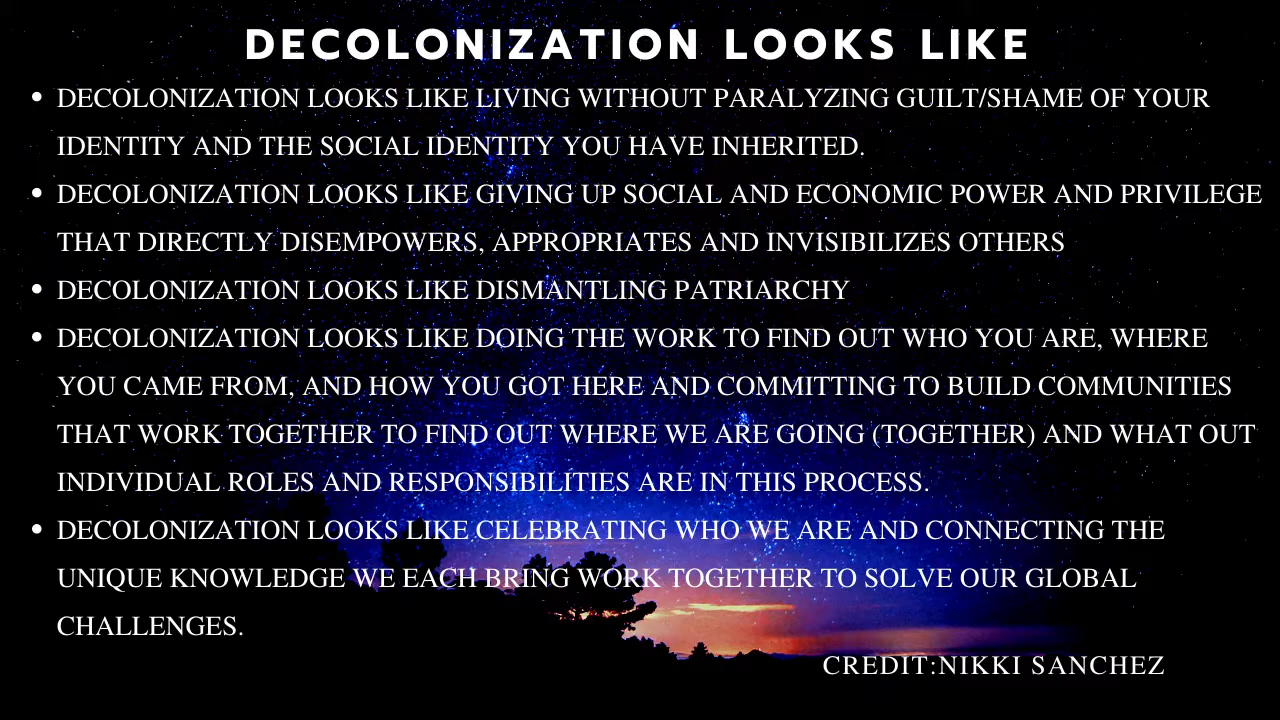 DECOLONIZATION LOOKS LIKE
• DECOLONIZATION LOOKS LIKE LIVING WITHOUT PARALYZING GUILT/SHAME OF YOUR
IDENTITY AND THE SOCIAL IDENTITY YOU HAVE INHERITED.
• DECOLONIZATION LOOKS LIKE GIVING UP SOCIAL AND ECONOMIC POWER AND PRIVILEGE
THAT DIRECTLY DISEMPOWERS, APPROPRIATES AND INVISIBILIZES OTHERS
• DECOLONIZATION LOOKS LIKE DISMANTLING PATRIARCHY
• DECOLONIZATION LOOKS LIKE DOING THE WORK TO FIND OUT WHO YOU ARE, WHERE
YOU CAME FROM, AND HOW YOU GOT HERE AND COMMITTING TO BUILD COMMUNITIES
THAT WORK TOGETHER TO FIND OUT WHERE WE ARE GOING (TOGETHER) AND WHAT OUT
INDIVIDUAL ROLES AND RESPONSIBILITIES ARE IN THIS PROCESS.
• DECOLONIZATION LOOKS LIKE CELEBRATING WHO WE ARE AND CONNECTING THE
UNIQUE KNOWLEDGE WE EACH BRING WORK TOGETHER TO SOLVE OUR GLOBAL
CHALLENGES.
CREDIT:NIKKI SANCHEZ